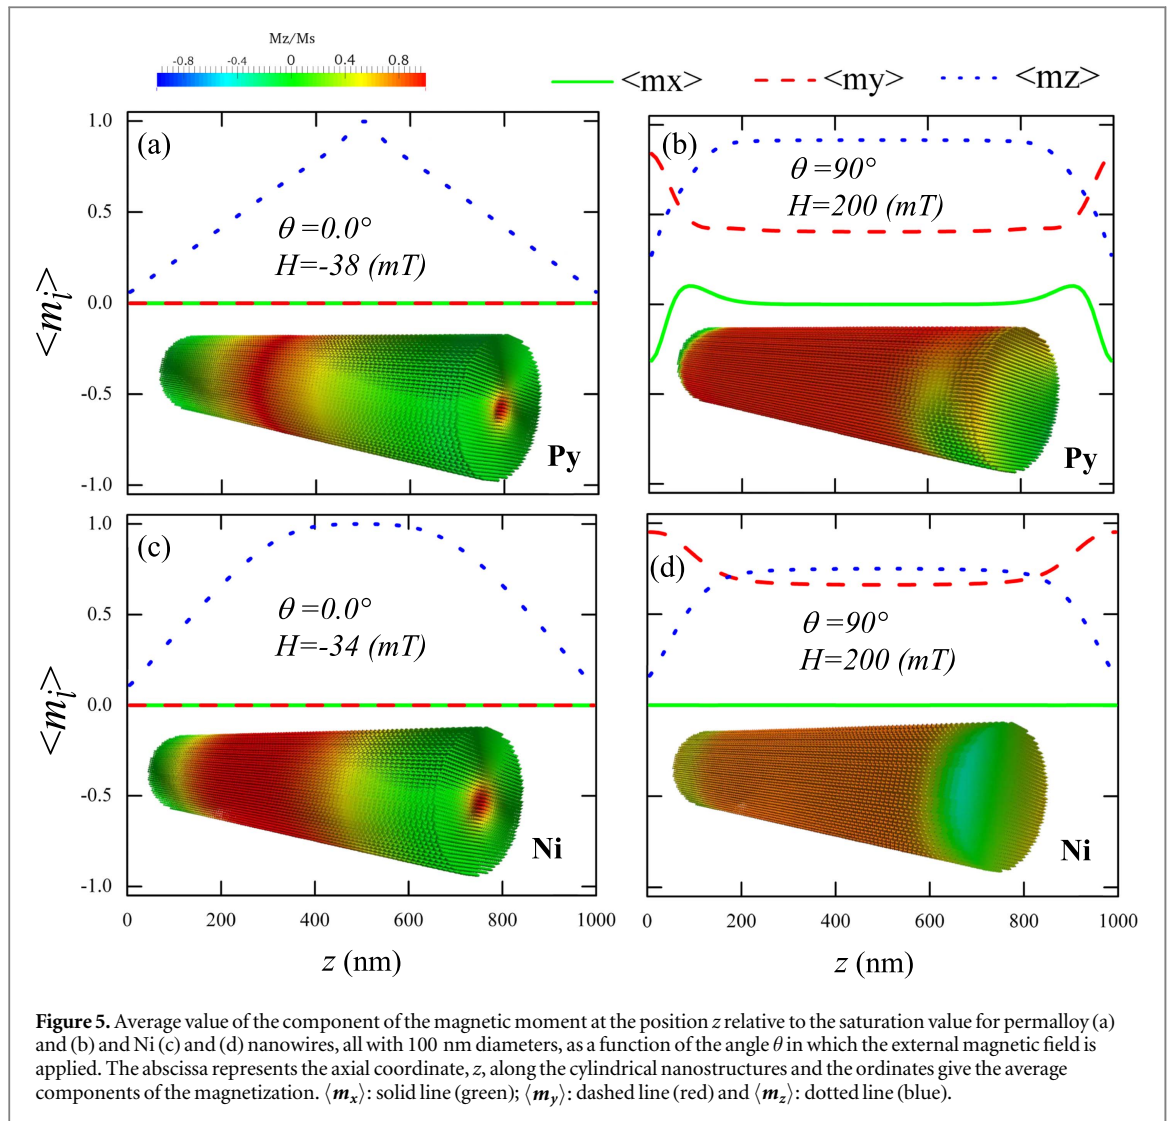 Mz/Ms
-0.8 -0.4 0 0.4 0.8
<mx> <my> <mz>
1.0
0.5
0.0
-0.5
-1.0
<m_i>
(a)
θ=0.0°
H=-38 (mT)
Py
(b)
θ=90°
H=200 (mT)
Py
1.0
0.5
0.0
-0.5
-1.0
<m_i>
(c)
θ=0.0°
H=-34 (mT)
Ni
0 200 400 600 800 1000
z (nm)
(d)
θ=90°
H=200 (mT)
Ni
0 200 400 600 800 1000
z (nm)
Figure 5. Average value of the component of the magnetic moment at the position z relative to the saturation value for permalloy (a)
and (b) and Ni (c) and (d) nanowires, all with 100 nm diameters, as a function of the angle θ in which the external magnetic field is
applied. The abscissa represents the axial coordinate, z, along the cylindrical nanostructures and the ordinates give the average
components of the magnetization. ⟨m_x⟩: solid line (green); ⟨m_y⟩: dashed line (red) and ⟨m_z⟩: dotted line (blue).